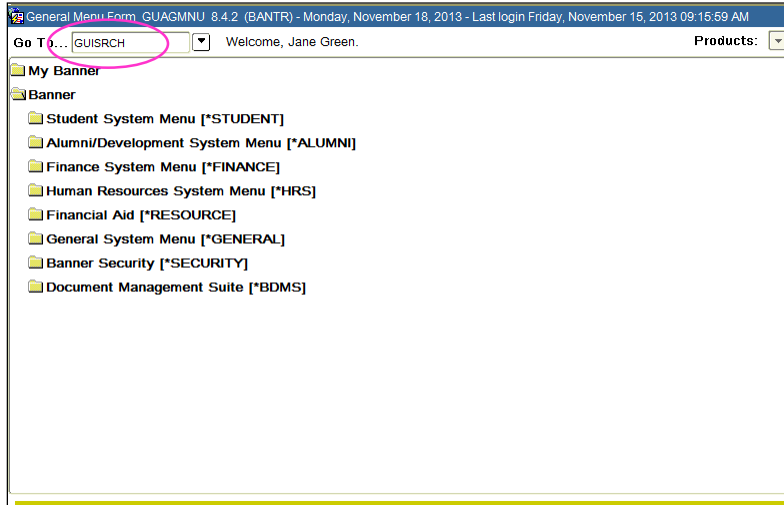 General Menu Form GUAGMNU 8.4.2 (BANTR) - Monday, November 18, 2013 - Last login Friday, November 15, 2013 09:15:59 AM
Go To... GUISRCH Welcome, Jane Green. Products:
My Banner
Banner
Student System Menu [*STUDENT]
Alumni/Development System Menu [*ALUMNI]
Finance System Menu [*FINANCE]
Human Resources System Menu [*HRS]
Financial Aid [*RESOURCE]
General System Menu [*GENERAL]
Banner Security [*SECURITY]
Document Management Suite [*BDMS]